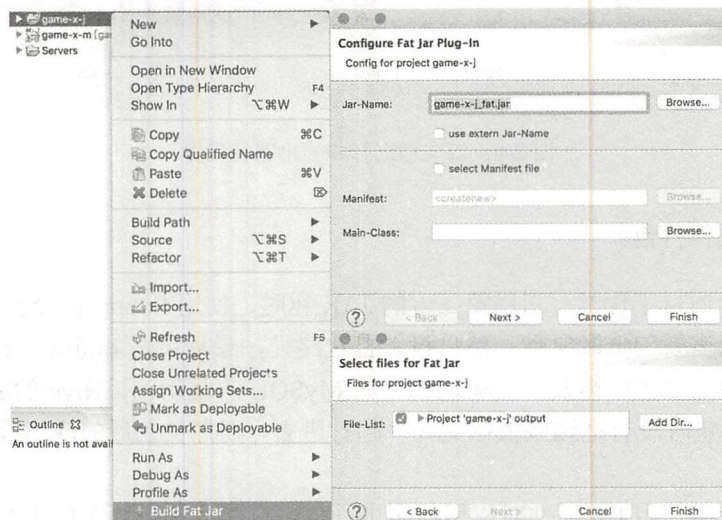 game-x-j
game-x-m [ga
Servers
Outline
An outline is not avail
New
Go Into
Open in New Window
Open Type Hierarchy F4
Show In ⌥⌘W
Copy ⌘C
Copy Qualified Name
Paste ⌘V
Delete ⌦
Build Path
Source ⌥⌘S
Refactor ⌥⌘T
Import...
Export...
Refresh F5
Close Project
Close Unrelated Projects
Assign Working Sets...
Mark as Deployable
Unmark as Deployable
Run As
Debug As
Profile As
Build Fat Jar
Configure Fat Jar Plug-In
Config for project game-x-j
Jar-Name: game-x-j_fat.jar Browse...
use extern Jar-Name
select Manifest file
Manifest: <createnew> Browse...
Main-Class: Browse...
? < Back Next > Cancel Finish
Select files for Fat Jar
Files for project game-x-j
File-List: Project 'game-x-j' output Add Dir...
? < Back Next > Cancel Finish